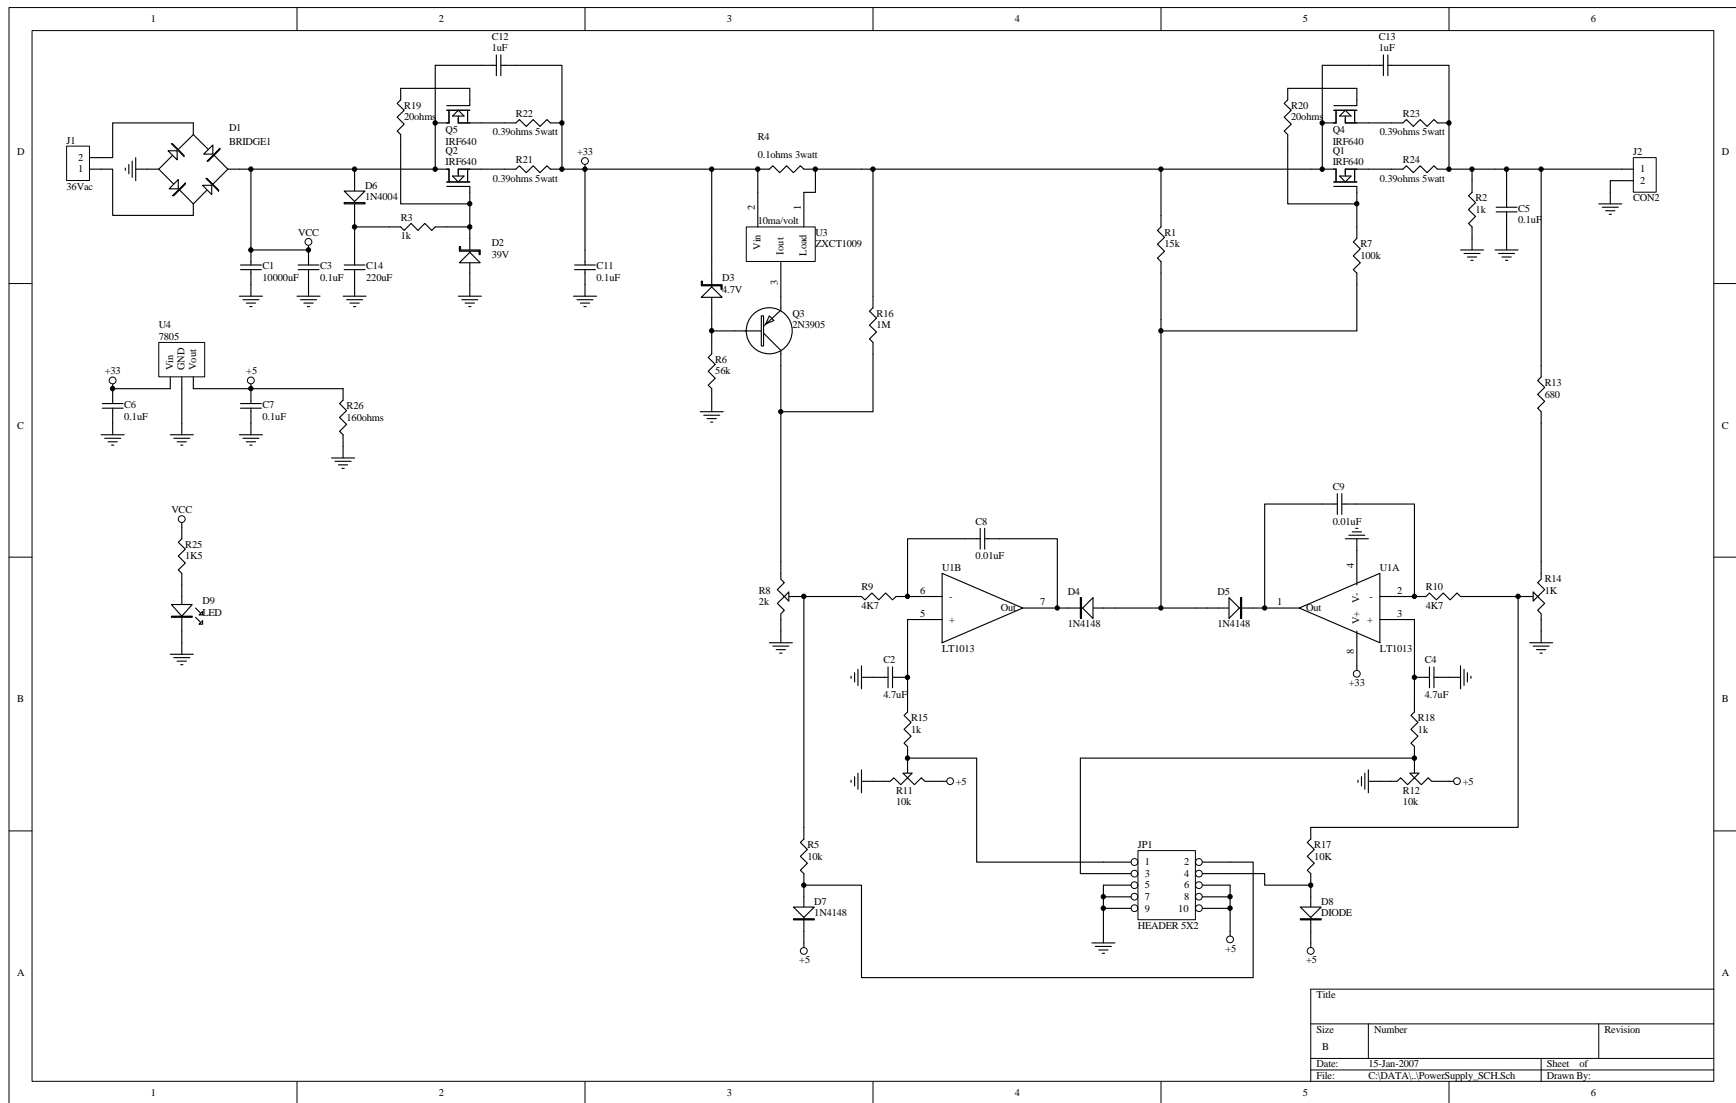 1 2 3 4 5 6
D
C
B
A
C12
1uF
R19
20ohms
Q5
IRF640
Q2
IRF640
R22
0.39ohms 5watt
R21
0.39ohms 5watt
D1
BRIDGE1
J1
2
1
36Vac
D6
1N4004
R3
1k
D2
39V
VCC
C1
10000uF
C3
0.1uF
C14
220uF
+33
C11
0.1uF
R4
0.1ohms 3watt
2
1
10ma/volt
Vin
Iout
Load
U3
ZXCT1009
3
D3
4.7V
Q3
2N3905
R6
56k
R16
1M
R1
15k
C13
1uF
R20
20ohms
Q4
IRF640
Q1
IRF640
R23
0.39ohms 5watt
R24
0.39ohms 5watt
R7
100k
R2
1k
C5
0.1uF
J2
1
2
CON2
U4
7805
Vin
GND
Vout
+33
C6
0.1uF
+5
C7
0.1uF
R26
160ohms
R13
680
VCC
R25
1K5
D9
LED
R8
2k
R9
4K7
C8
0.01uF
U1B
6
5
-
+
Out
7
LT1013
D4
1N4148
D5
1N4148
C9
0.01uF
U1A
1
Out
4
V-
V+
8
-
+
2
3
LT1013
+33
R10
4K7
R14
1K
C2
4.7uF
R15
1k
R11
10k
+5
C4
4.7uF
R18
1k
R12
10k
+5
R5
10k
D7
1N4148
+5
JP1
1 2
3 4
5 6
7 8
9 10
HEADER 5X2
+5
R17
10K
D8
DIODE
+5
Title
Size Number Revision
B
Date: 15-Jan-2007 Sheet of
File: C:\DATA\..\PowerSupply_SCH.Sch Drawn By:
D
C
B
A
1 2 3 4 5 6